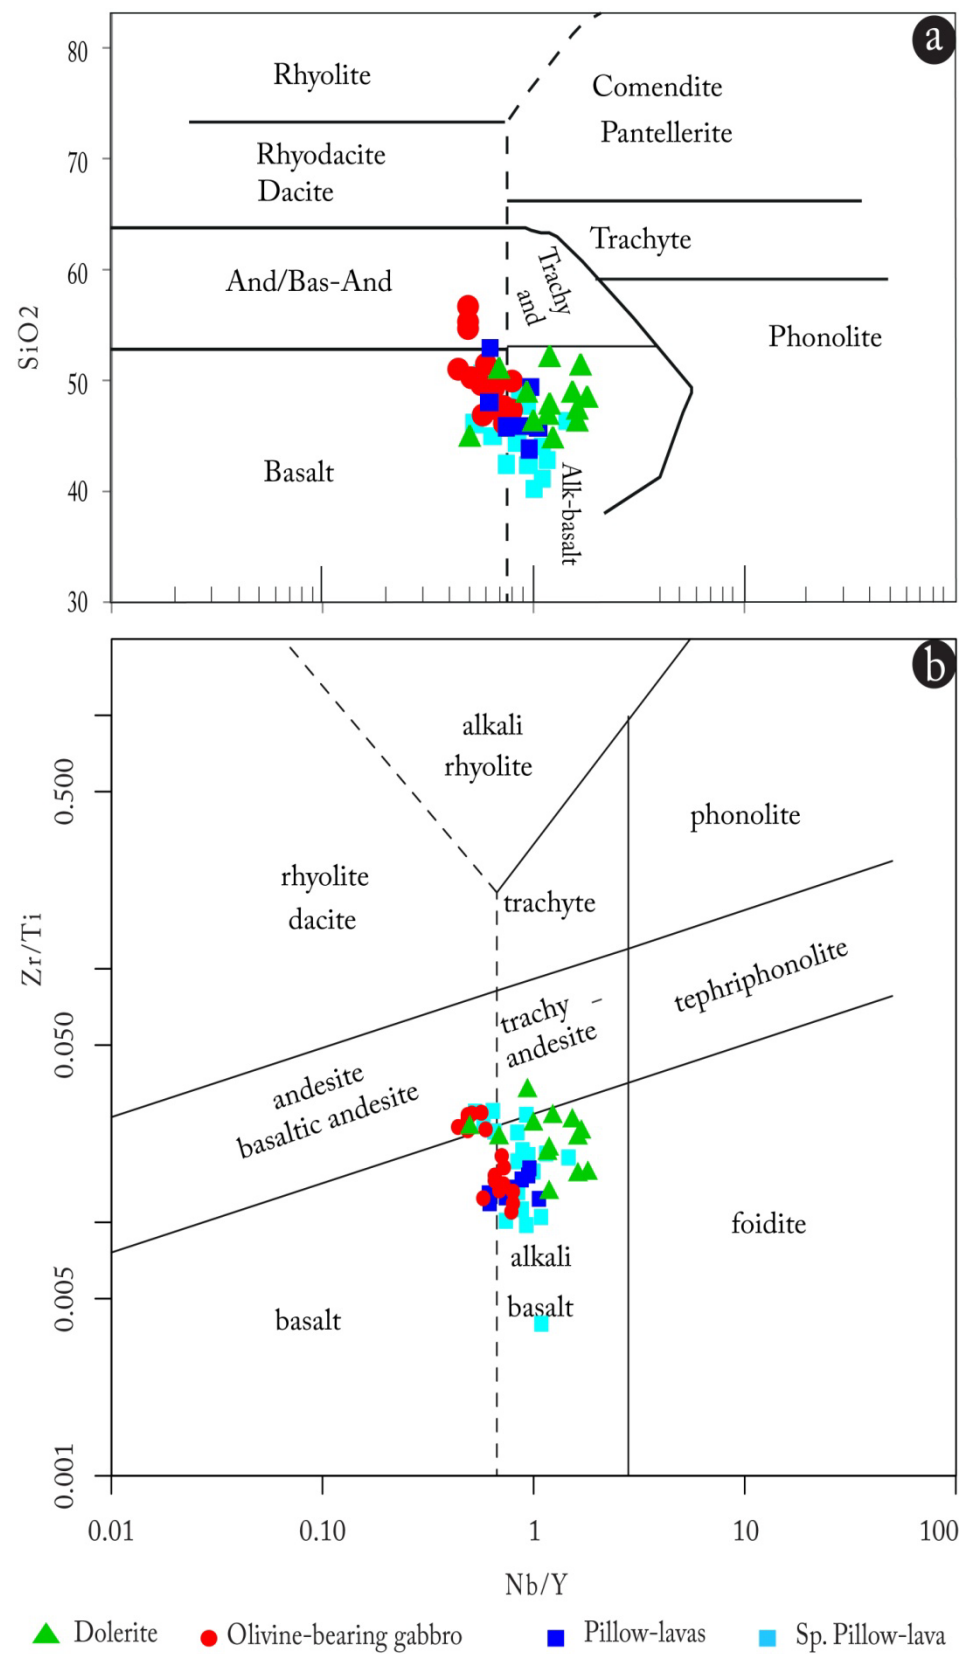 a
80
Rhyolite
Comendite
Pantellerite
70
Rhyodacite
Dacite
Trachyte
60
And/Bas-And
Trachy
and
SiO2
Phonolite
50
Basalt
Alk-basalt
40
30
b
alkali
rhyolite
0.500
phonolite
rhyolite
dacite
trachyte
Zr/Ti
tephriphonolite
trachy -
andesite
0.050
andesite
basaltic andesite
foidite
alkali
basalt
0.005
basalt
0.001
0.01 0.10 1 10 100
Nb/Y
Dolerite Olivine-bearing gabbro Pillow-lavas Sp. Pillow-lava